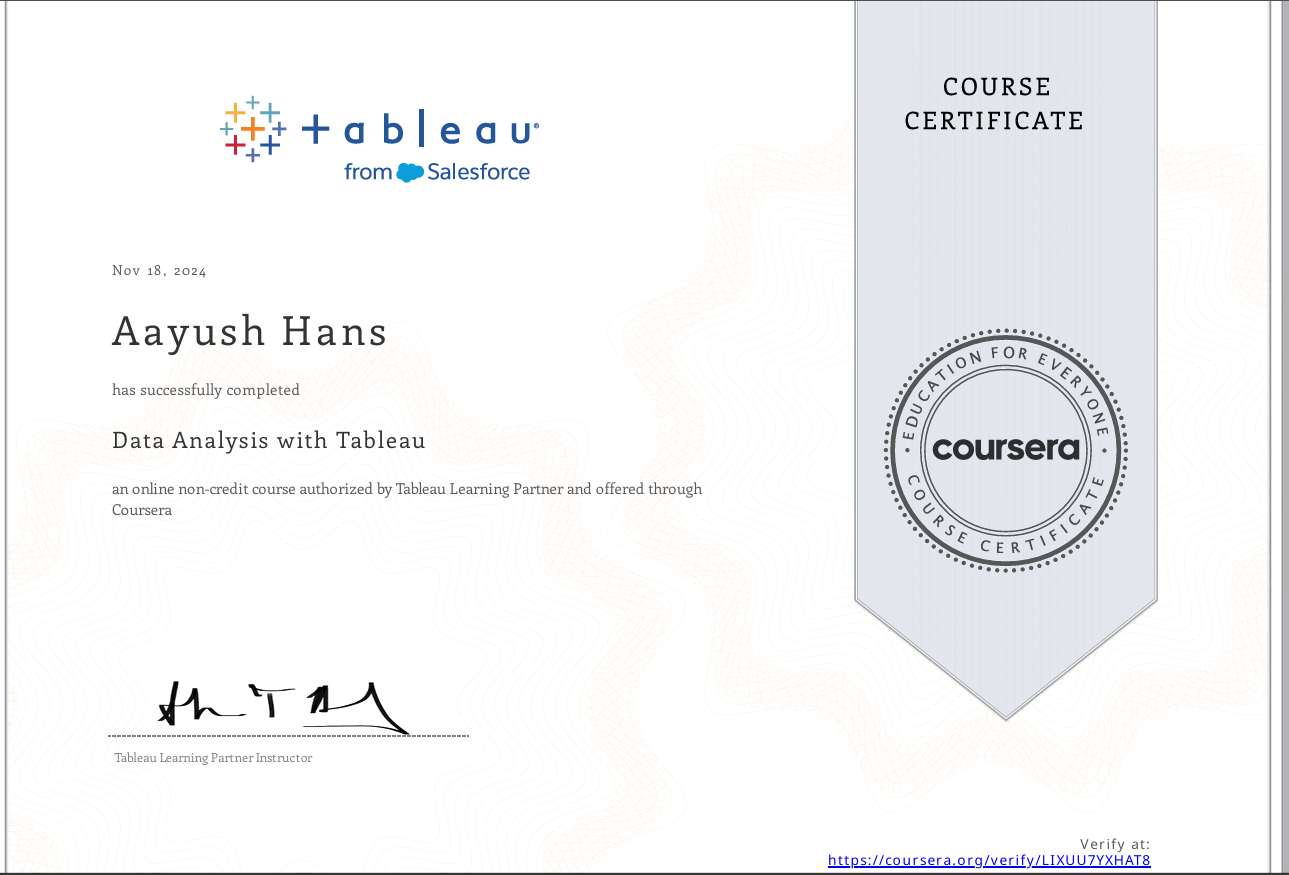 COURSE
CERTIFICATE
+ableau®
from Salesforce
Nov 18, 2024
Aayush Hans
has successfully completed
Data Analysis with Tableau
an online non-credit course authorized by Tableau Learning Partner and offered through
Coursera
EDUCATION FOR EVERYONE
coursera
COURSE CERTIFICATE
Tableau Learning Partner Instructor
Verify at:
https://coursera.org/verify/LIXUU7YXHAT8